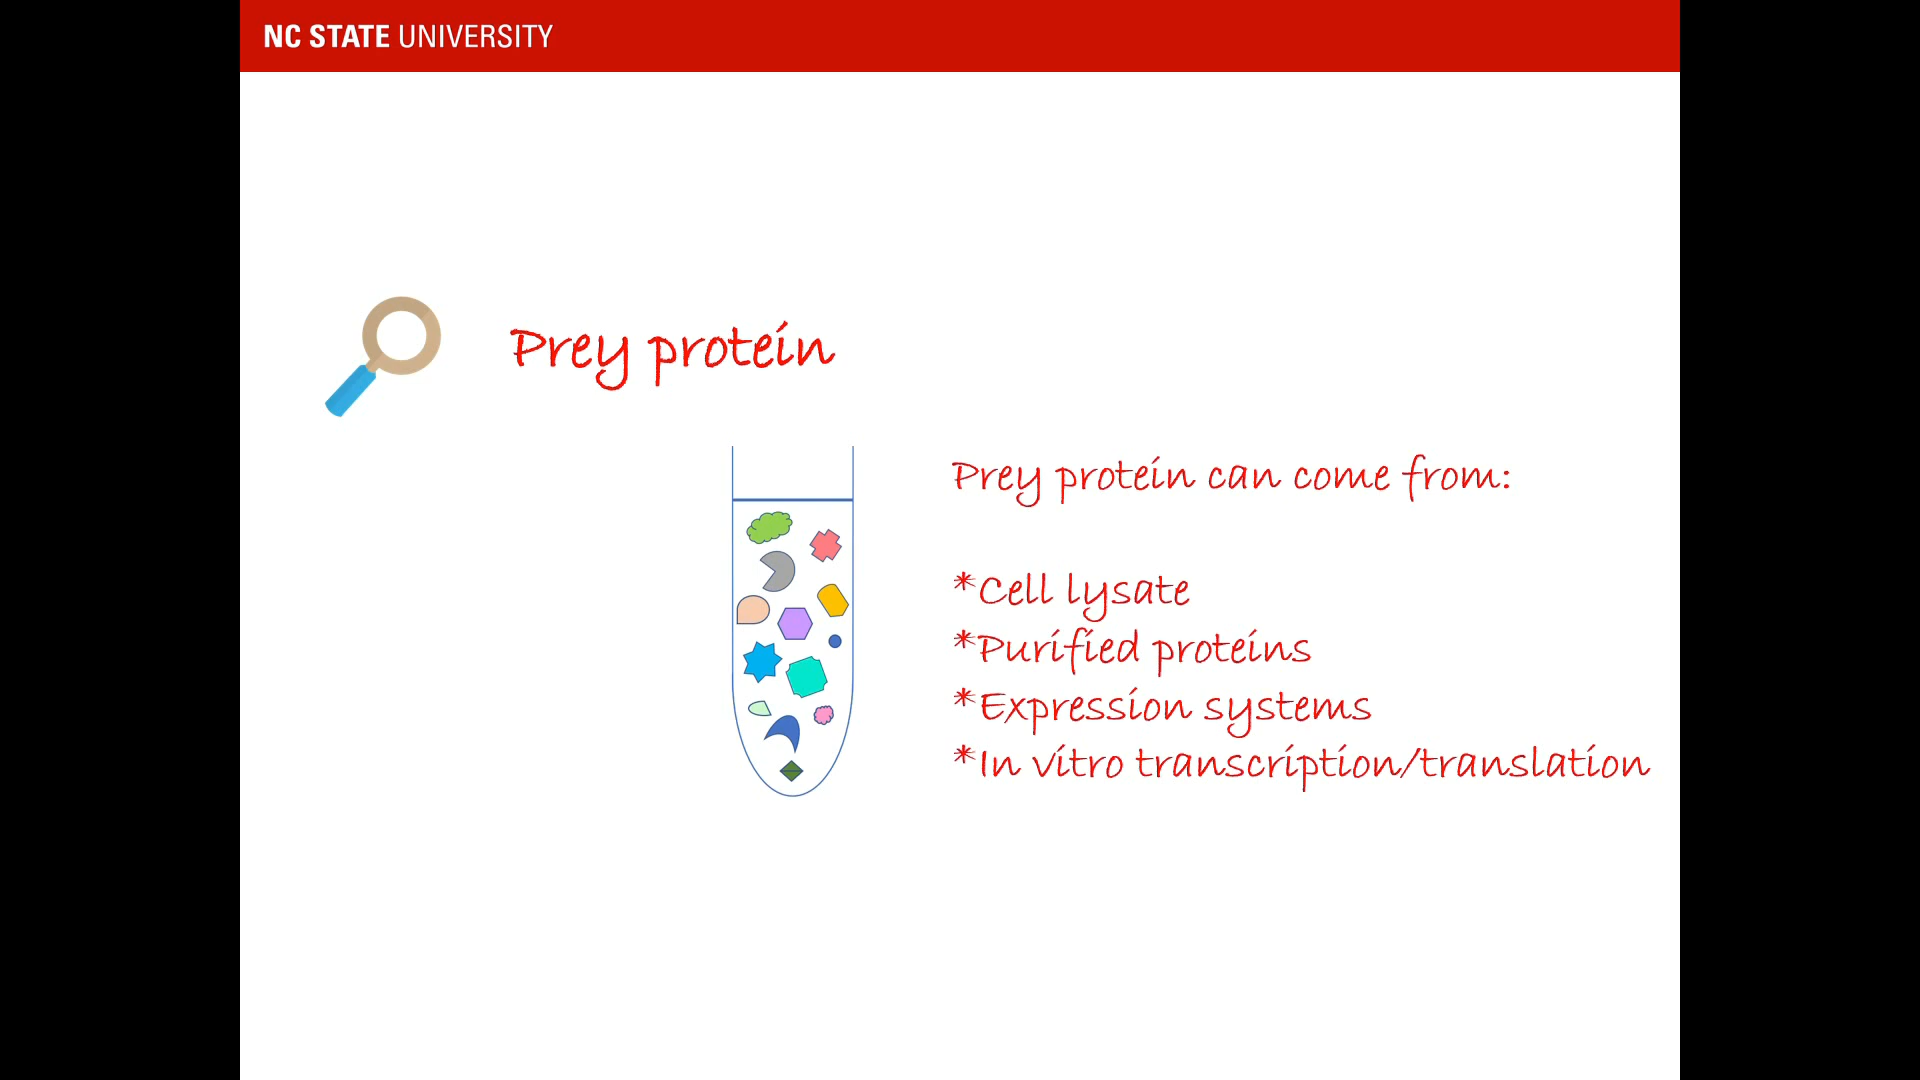 NC STATE UNIVERSITY
Prey protein
Prey protein can come from:
*Cell lysate
*Purified proteins
*Expression systems
*In vitro transcription/translation